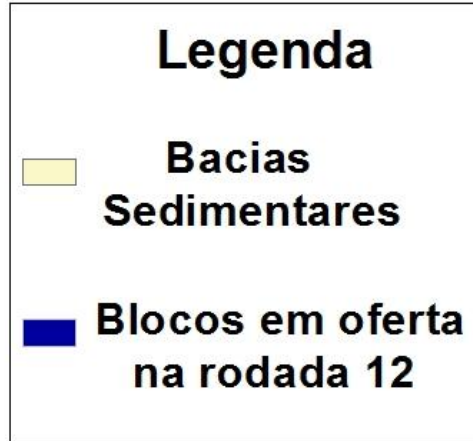 Legenda
Bacias
Sedimentares
Blocos em oferta
na rodada 12